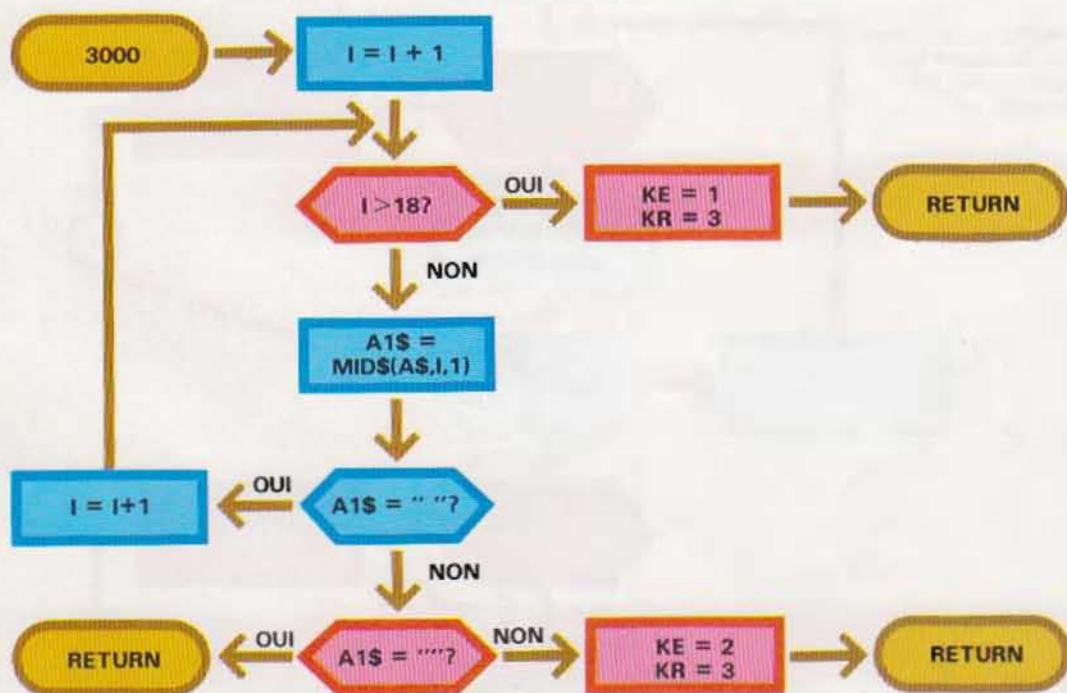 3000
I = I + 1
I > 18?
OUI
KE = 1
KR = 3
RETURN
NON
A1$ =
MID$(A$,I,1)
I = I+1
OUI
A1$ = " "?
NON
RETURN
OUI
A1$ = """?
NON
KE = 2
KR = 3
RETURN